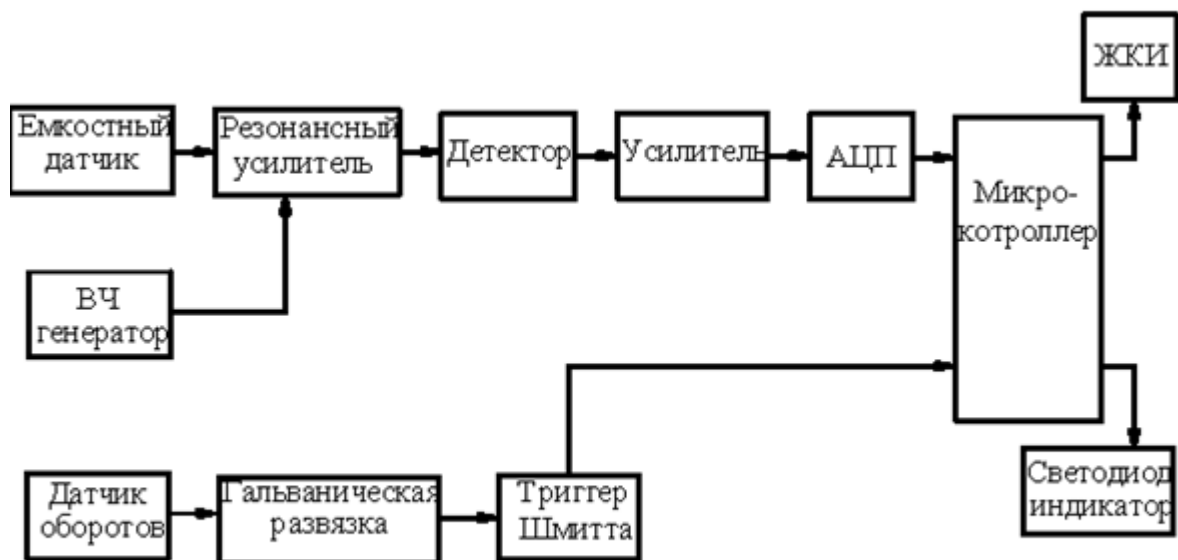 ЖКИ
Емкостный
датчик
Резонансный
усилитель
Детектор
Усилитель
АЦП
Микро-
котроллер
ВЧ
генератор
Датчик
оборотов
Гальваническая
развязка
Триггер
Шмитта
Светодиод
индикатор